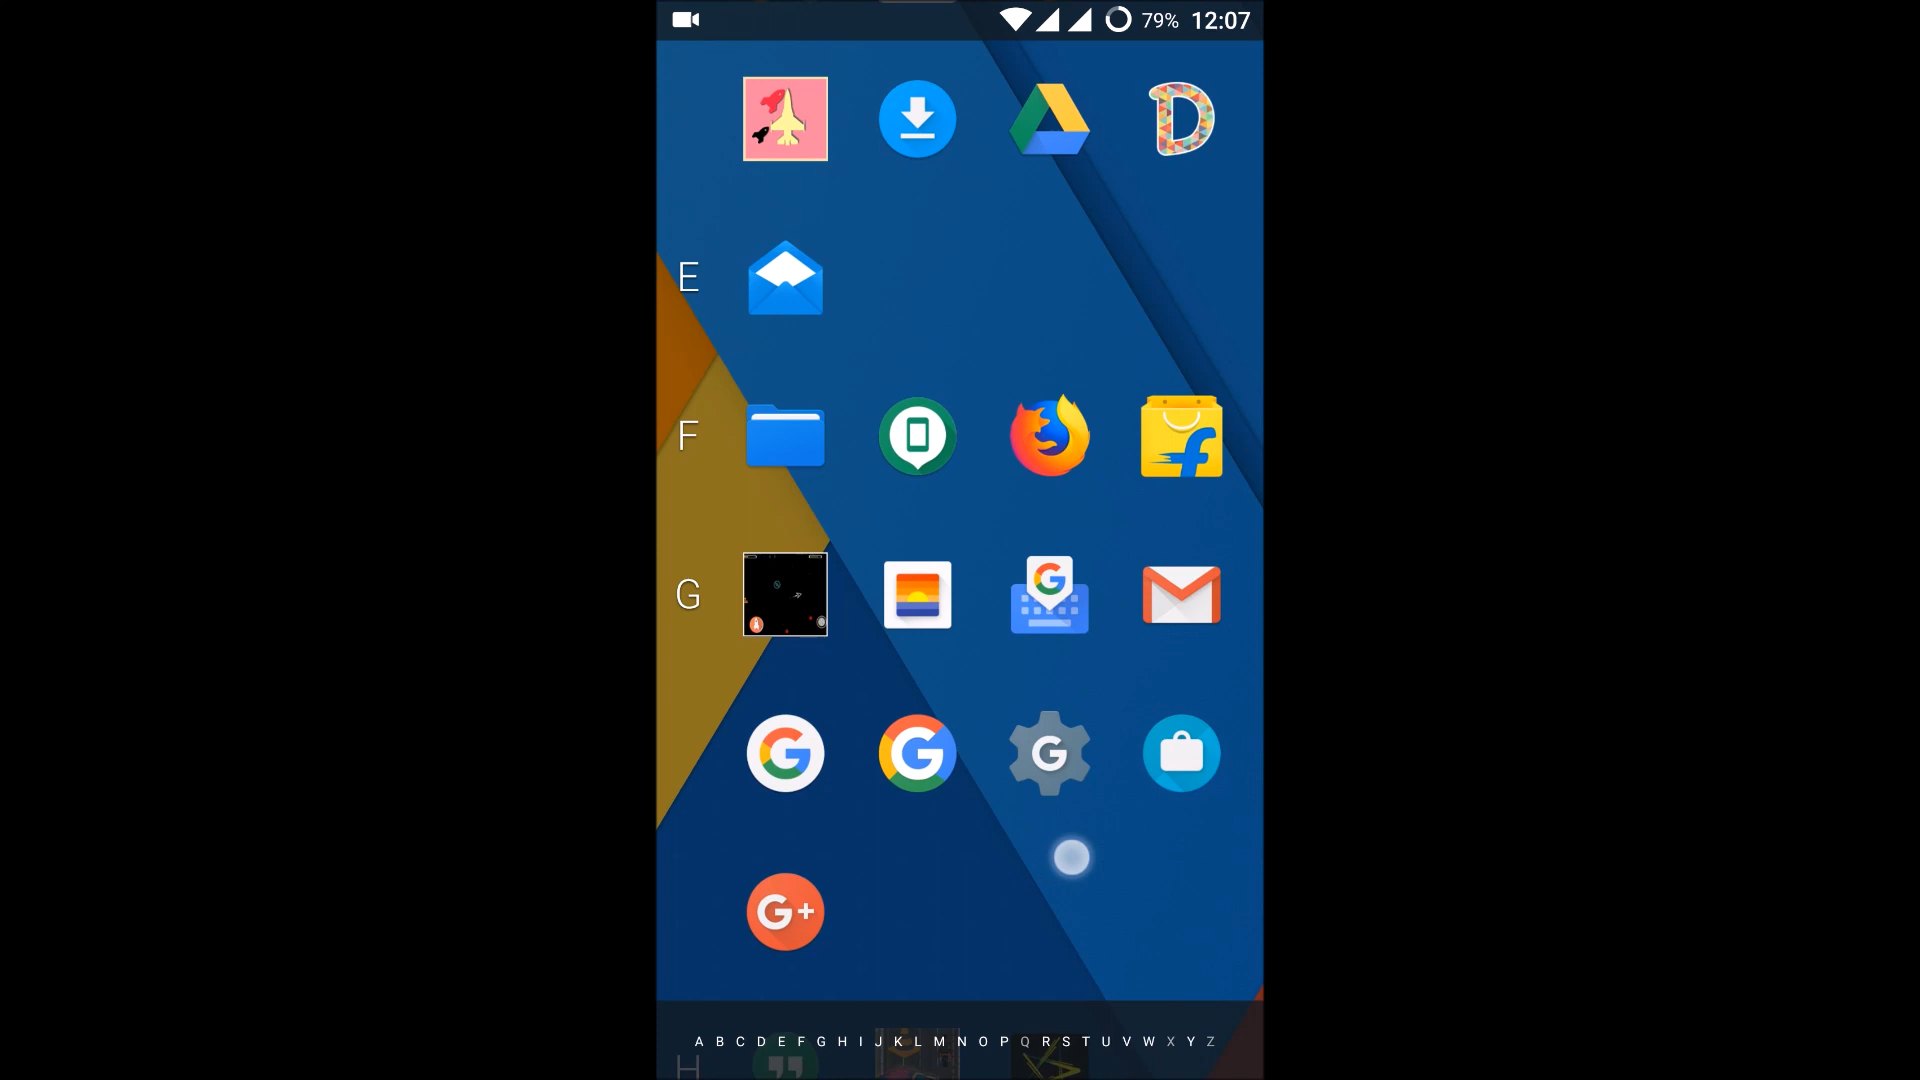 79% 12:07
D
E
F
f
G
G
G G G
G+
A B C D E F G H I J K L M N O P Q R S T U V W X Y Z
H